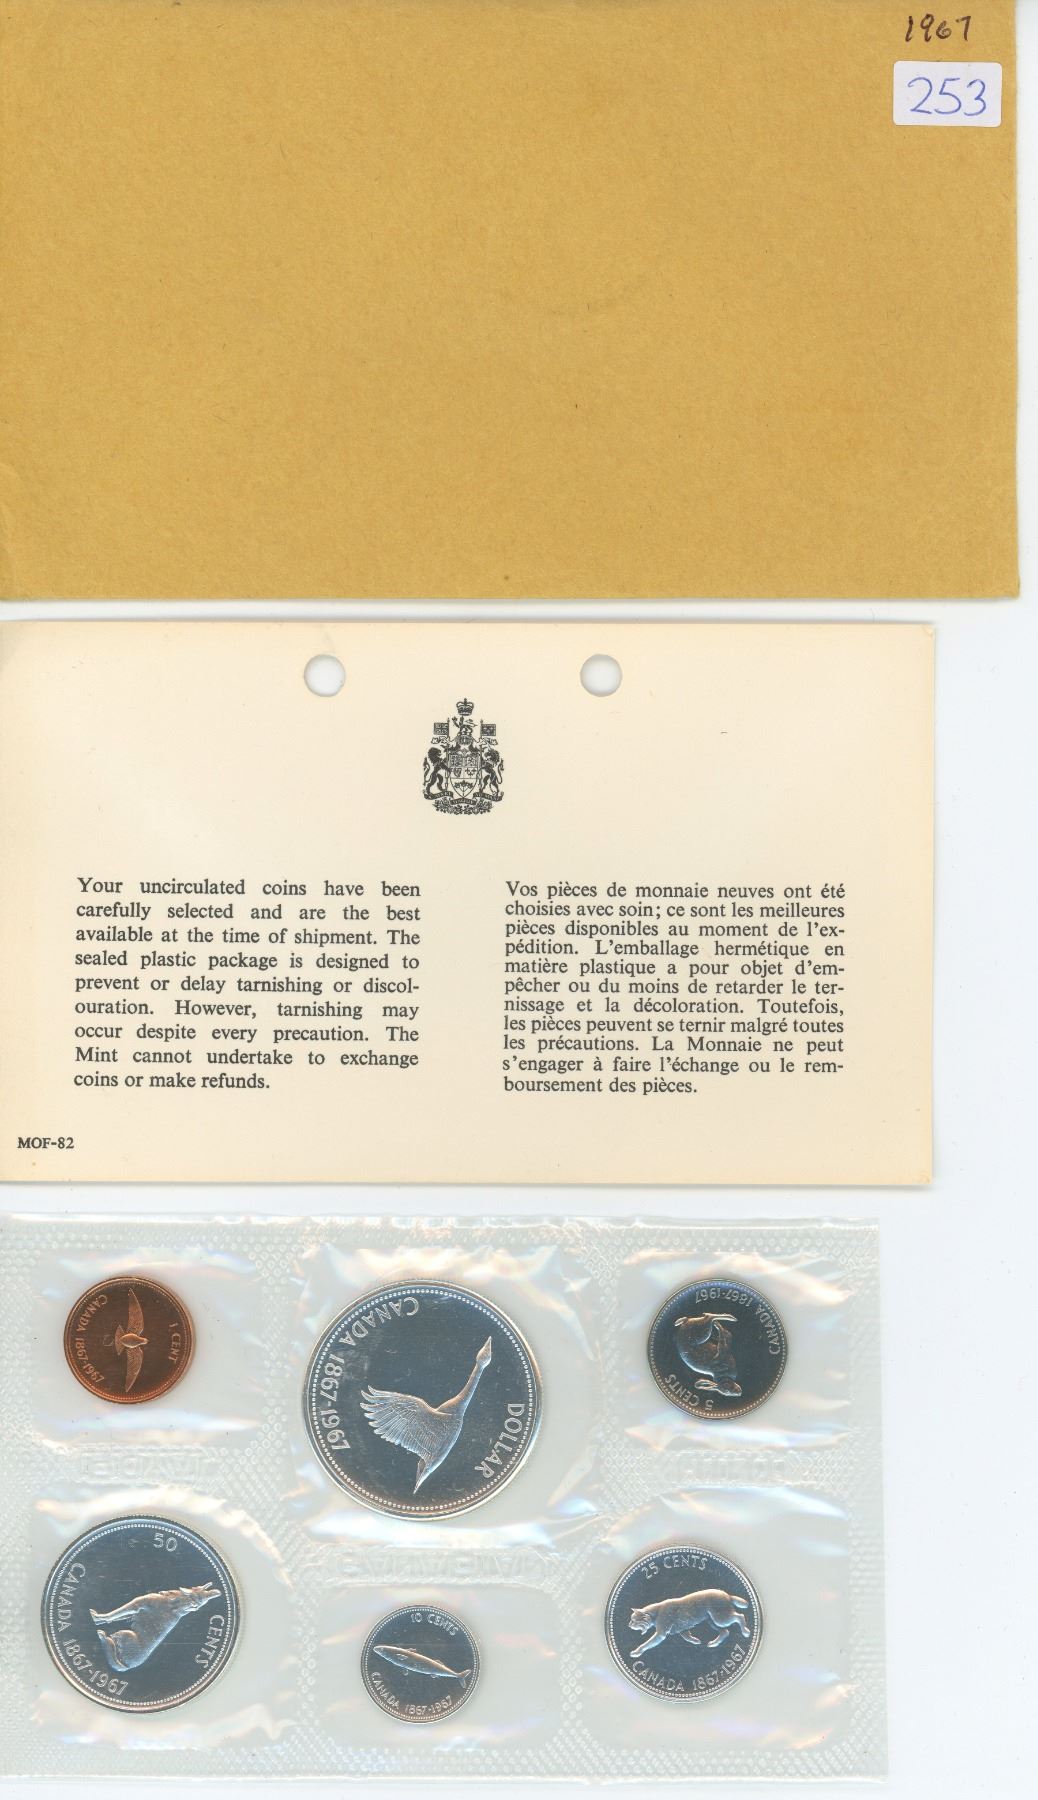 1967
253
Your uncirculated coins have been
carefully selected and are the best
available at the time of shipment. The
sealed plastic package is designed to
prevent or delay tarnishing or discol-
ouration. However, tarnishing may
occur despite every precaution. The
Mint cannot undertake to exchange
coins or make refunds.
Vos pièces de monnaie neuves ont été
choisies avec soin; ce sont les meilleures
pièces disponibles au moment de l'ex-
pédition. L'emballage hermétique en
matière plastique a pour objet d'em-
pêcher ou du moins de retarder le ter-
nissage et la décoloration. Toutefois,
les pièces peuvent se ternir malgré toutes
les précautions. La Monnaie ne peut
s'engager à faire l'échange ou le rem-
boursement des pièces.
MOF-82
1 CENT
CANADA 1867-1967
CANADA 1867-1967
DOLLAR
CANADA 1867-1967
5 CENTS
50 CENTS
CANADA 1867-1967
10 CENTS
CANADA 1867-1967
25 CENTS
CANADA 1867-1967